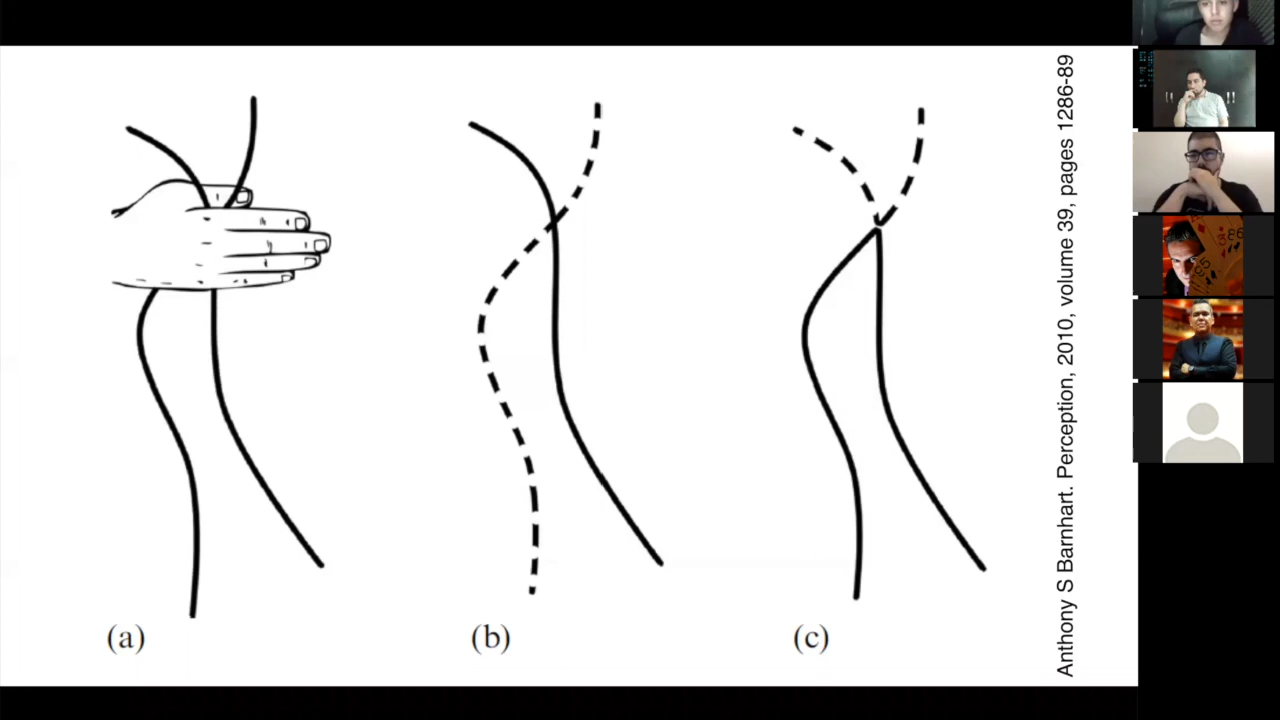 (a)
(b)
(c)
Anthony S Barnhart. Perception, 2010, volume 39, pages 1286-89